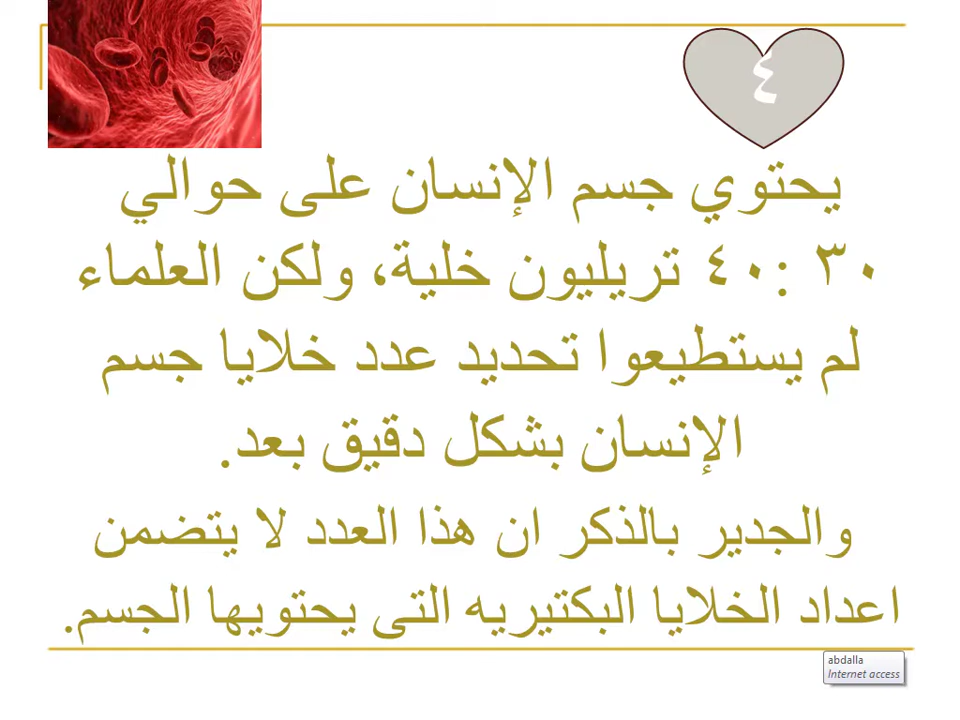 ٤
يحتوي جسم الإنسان على حوالي
٣٠ :٤٠ تريليون خلية، ولكن العلماء
لم يستطيعوا تحديد عدد خلايا جسم
الإنسان بشكل دقيق بعد.
والجدير بالذكر ان هذا العدد لا يتضمن
اعداد الخلايا البكتيريه التى يحتويها الجسم.
abdalla
Internet access